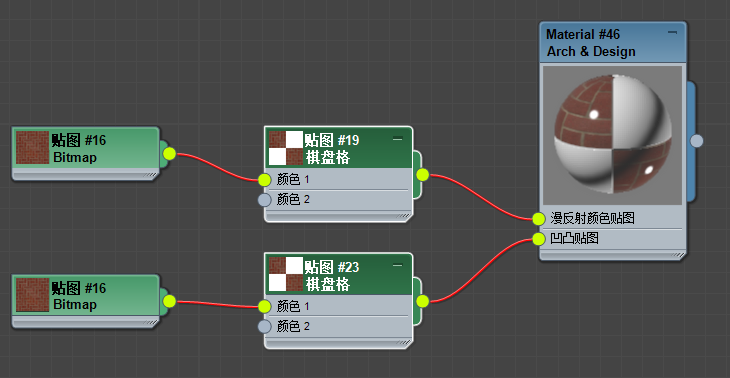 贴图 #16
Bitmap
贴图 #19
棋盘格
颜色 1
颜色 2
Material #46
Arch & Design
漫反射颜色贴图
凹凸贴图
贴图 #16
Bitmap
贴图 #23
棋盘格
颜色 1
颜色 2